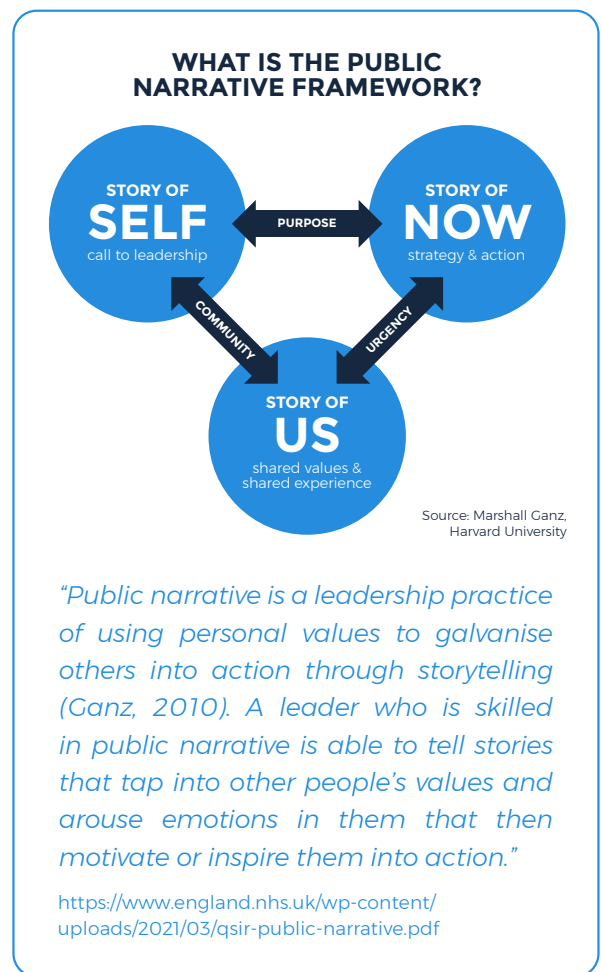 WHAT IS THE PUBLIC
NARRATIVE FRAMEWORK?
STORY OF
SELF
call to leadership
PURPOSE
STORY OF
NOW
strategy & action
COMMUNITY
URGENCY
STORY OF
US
shared values &
shared experience
Source: Marshall Ganz,
Harvard University
“Public narrative is a leadership practice
of using personal values to galvanise
others into action through storytelling
(Ganz, 2010). A leader who is skilled
in public narrative is able to tell stories
that tap into other people’s values and
arouse emotions in them that then
motivate or inspire them into action.”
https://www.england.nhs.uk/wp-content/
uploads/2021/03/qsir-public-narrative.pdf